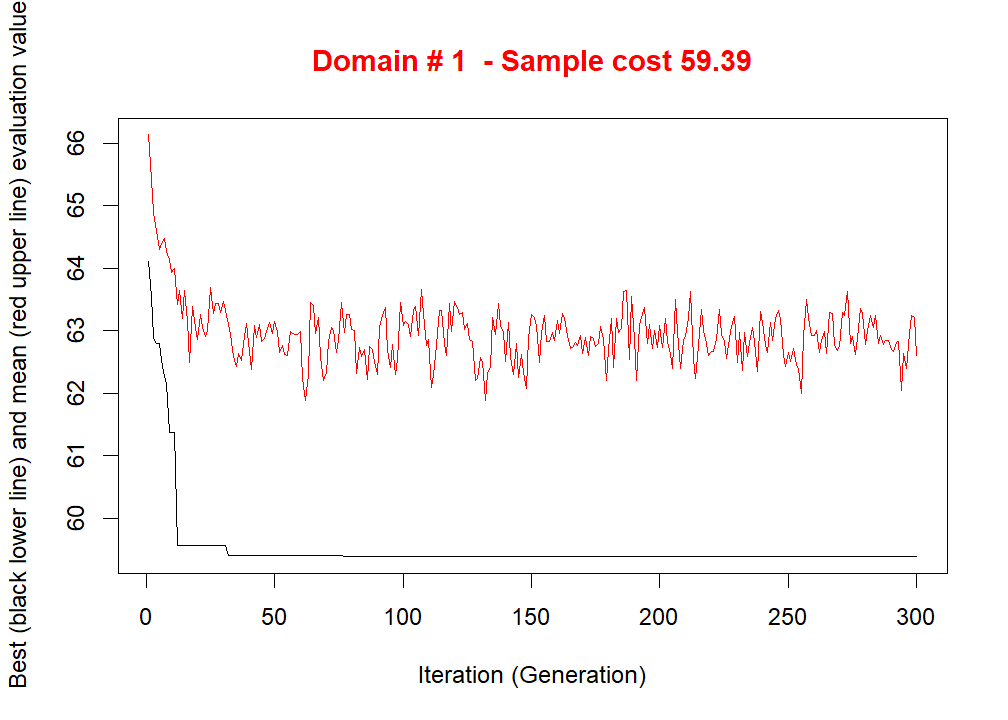 Domain # 1  - Sample cost 59.39
Best (black lower line) and mean (red upper line) evaluation value
66
65
64
63
62
61
60
0 50 100 150 200 250 300
Iteration (Generation)